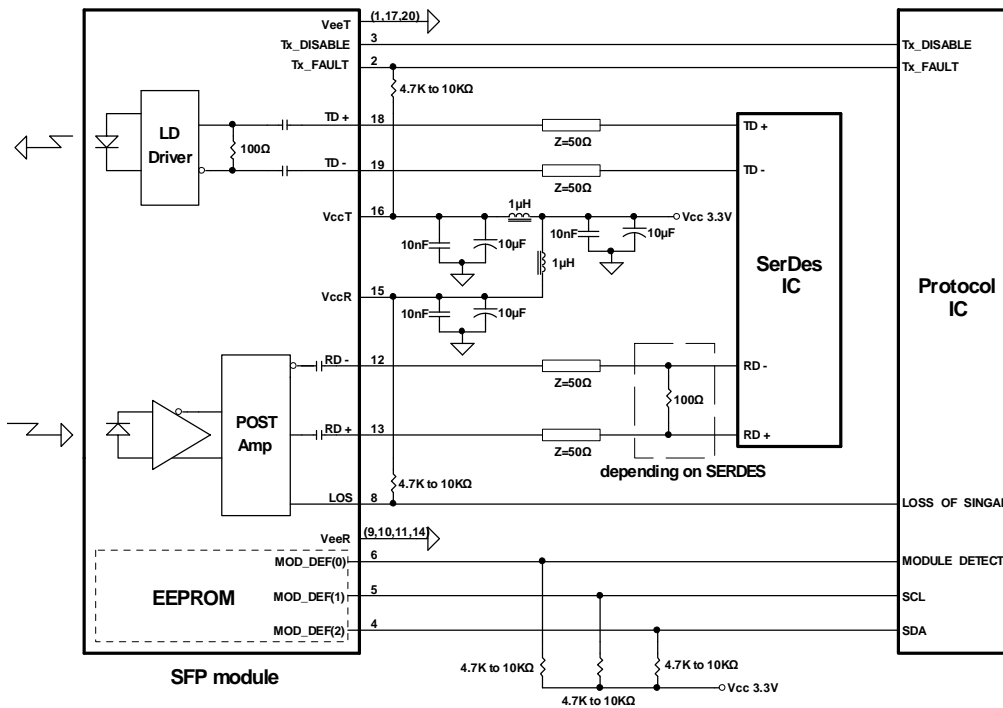 VeeT (1,17,20)
Tx_DISABLE 3 Tx_DISABLE
Tx_FAULT 2 Tx_FAULT
4.7K to 10KΩ
LD
Driver
100Ω
TD + 18 Z=50Ω TD +
TD - 19 Z=50Ω TD -
1µH
VccT 16 Vcc 3.3V
10nF 10µF 10nF 10µF
1µH
SerDes
IC
Protocol
IC
VccR 15
10nF 10µF
RD - 12 Z=50Ω RD -
POST
Amp
100Ω
RD + 13 Z=50Ω RD +
depending on SERDES
4.7K to 10KΩ
LOS 8 LOSS OF SINGAL
VeeR (9,10,11,14)
MOD_DEF(0) 6 MODULE DETECT
EEPROM
MOD_DEF(1) 5 SCL
MOD_DEF(2) 4 SDA
4.7K to 10KΩ 4.7K to 10KΩ
4.7K to 10KΩ
Vcc 3.3V
SFP module